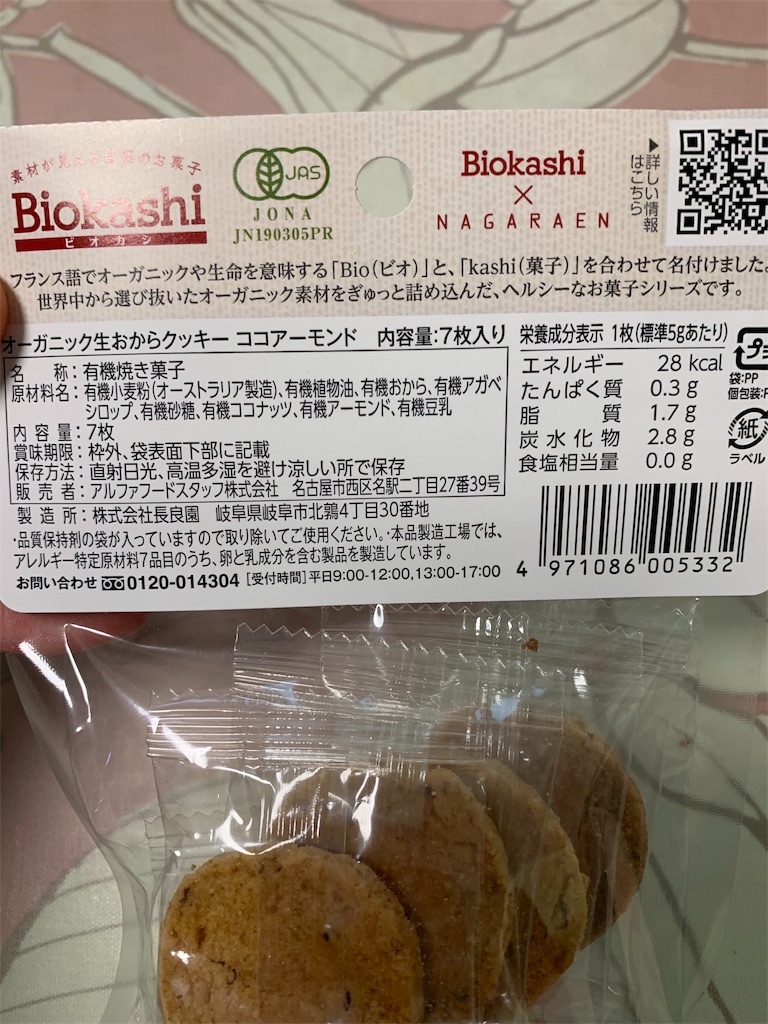 素材が見える自然のお菓子
Biokashi
ビオカシ
JAS
JONA
JN190305PR
Biokashi
×
NAGARAEN
▶詳しい情報
はこちら
フランス語でオーガニックや生命を意味する「Bio(ビオ)」と、「kashi(菓子)」を合わせて名付けました。
世界中から選び抜いたオーガニック素材をぎゅっと詰め込んだ、ヘルシーなお菓子シリーズです。
オーガニック生おからクッキー ココアーモンド 内容量:7枚入り
名 称:有機焼き菓子
原材料名:有機小麦粉(オーストラリア製造)、有機植物油、有機おから、有機アガベ
シロップ、有機砂糖、有機ココナッツ、有機アーモンド、有機豆乳
内 容 量:7枚
賞味期限:枠外、袋表面下部に記載
保存方法:直射日光、高温多湿を避け涼しい所で保存
販 売 者:アルファフードスタッフ株式会社 名古屋市西区名駅二丁目27番39号
製 造 所:株式会社長良園 岐阜県岐阜市北鶉4丁目30番地
・品質保持剤の袋が入っていますので取り除いてご使用ください。・本品製造工場では、
アレルギー特定原材料7品目のうち、卵と乳成分を含む製品を製造しています。
お問い合わせ 0120-014304 [受付時間]平日9:00-12:00,13:00-17:00
栄養成分表示 1枚(標準5gあたり)
エネルギー 28 kcal
たんぱく質 0.3 g
脂 質 1.7 g
炭水化物 2.8 g
食塩相当量 0.0 g
プラ
袋:PP
個包装:P
紙
ラベル
4 971086 005332